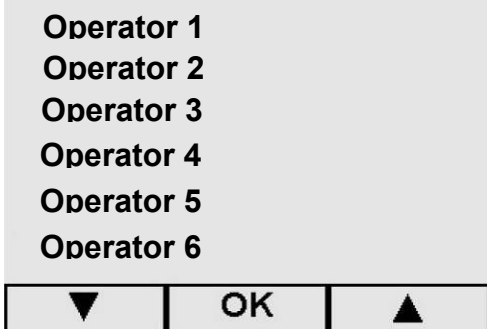 Operator 1
Operator 2
Operator 3
Operator 4
Operator 5
Operator 6
▼ OK ▲